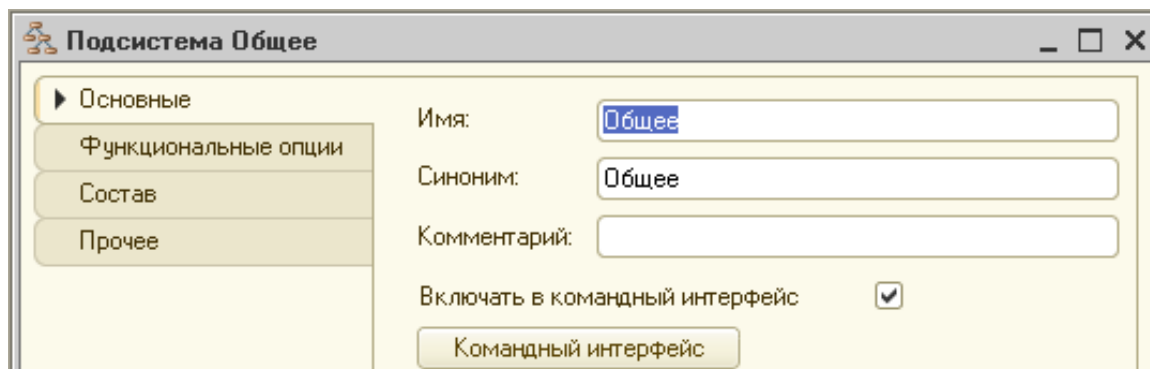 Подсистема Общее
Основные
Функциональные опции
Состав
Прочее
Имя: Общее
Синоним: Общее
Комментарий:
Включать в командный интерфейс
Командный интерфейс